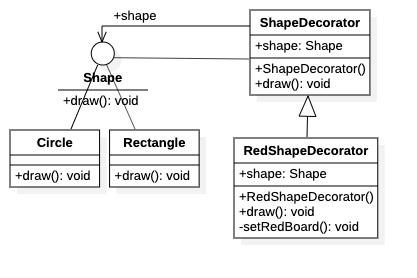 +shape
ShapeDecorator
+shape: Shape
+ShapeDecorator()
+draw(): void
Shape
+draw(): void
Circle
+draw(): void
Rectangle
+draw(): void
RedShapeDecorator
+shape: Shape
+RedShapeDecorator()
+draw(): void
-setRedBoard(): void